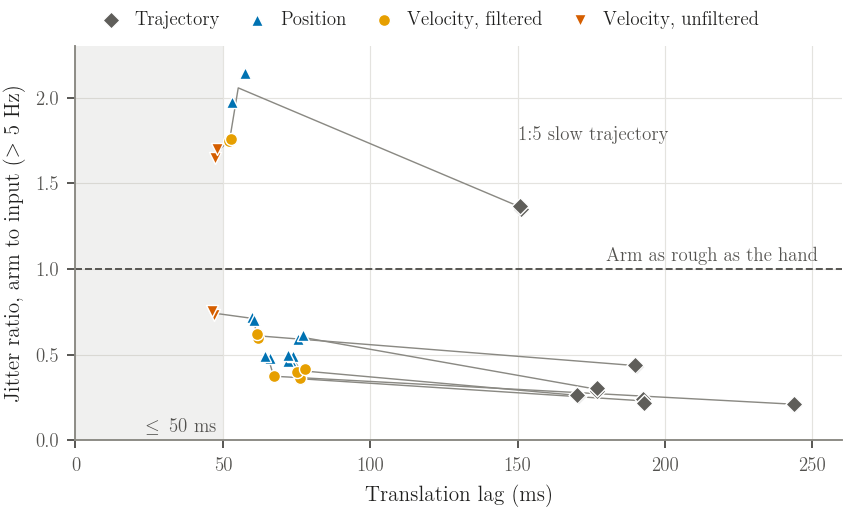 Trajectory Position Velocity, filtered Velocity, unfiltered
Jitter ratio, arm to input (> 5 Hz)
2.0
1.5
1.0
0.5
0.0
1:5 slow trajectory
Arm as rough as the hand
≤ 50 ms
0 50 100 150 200 250
Translation lag (ms)